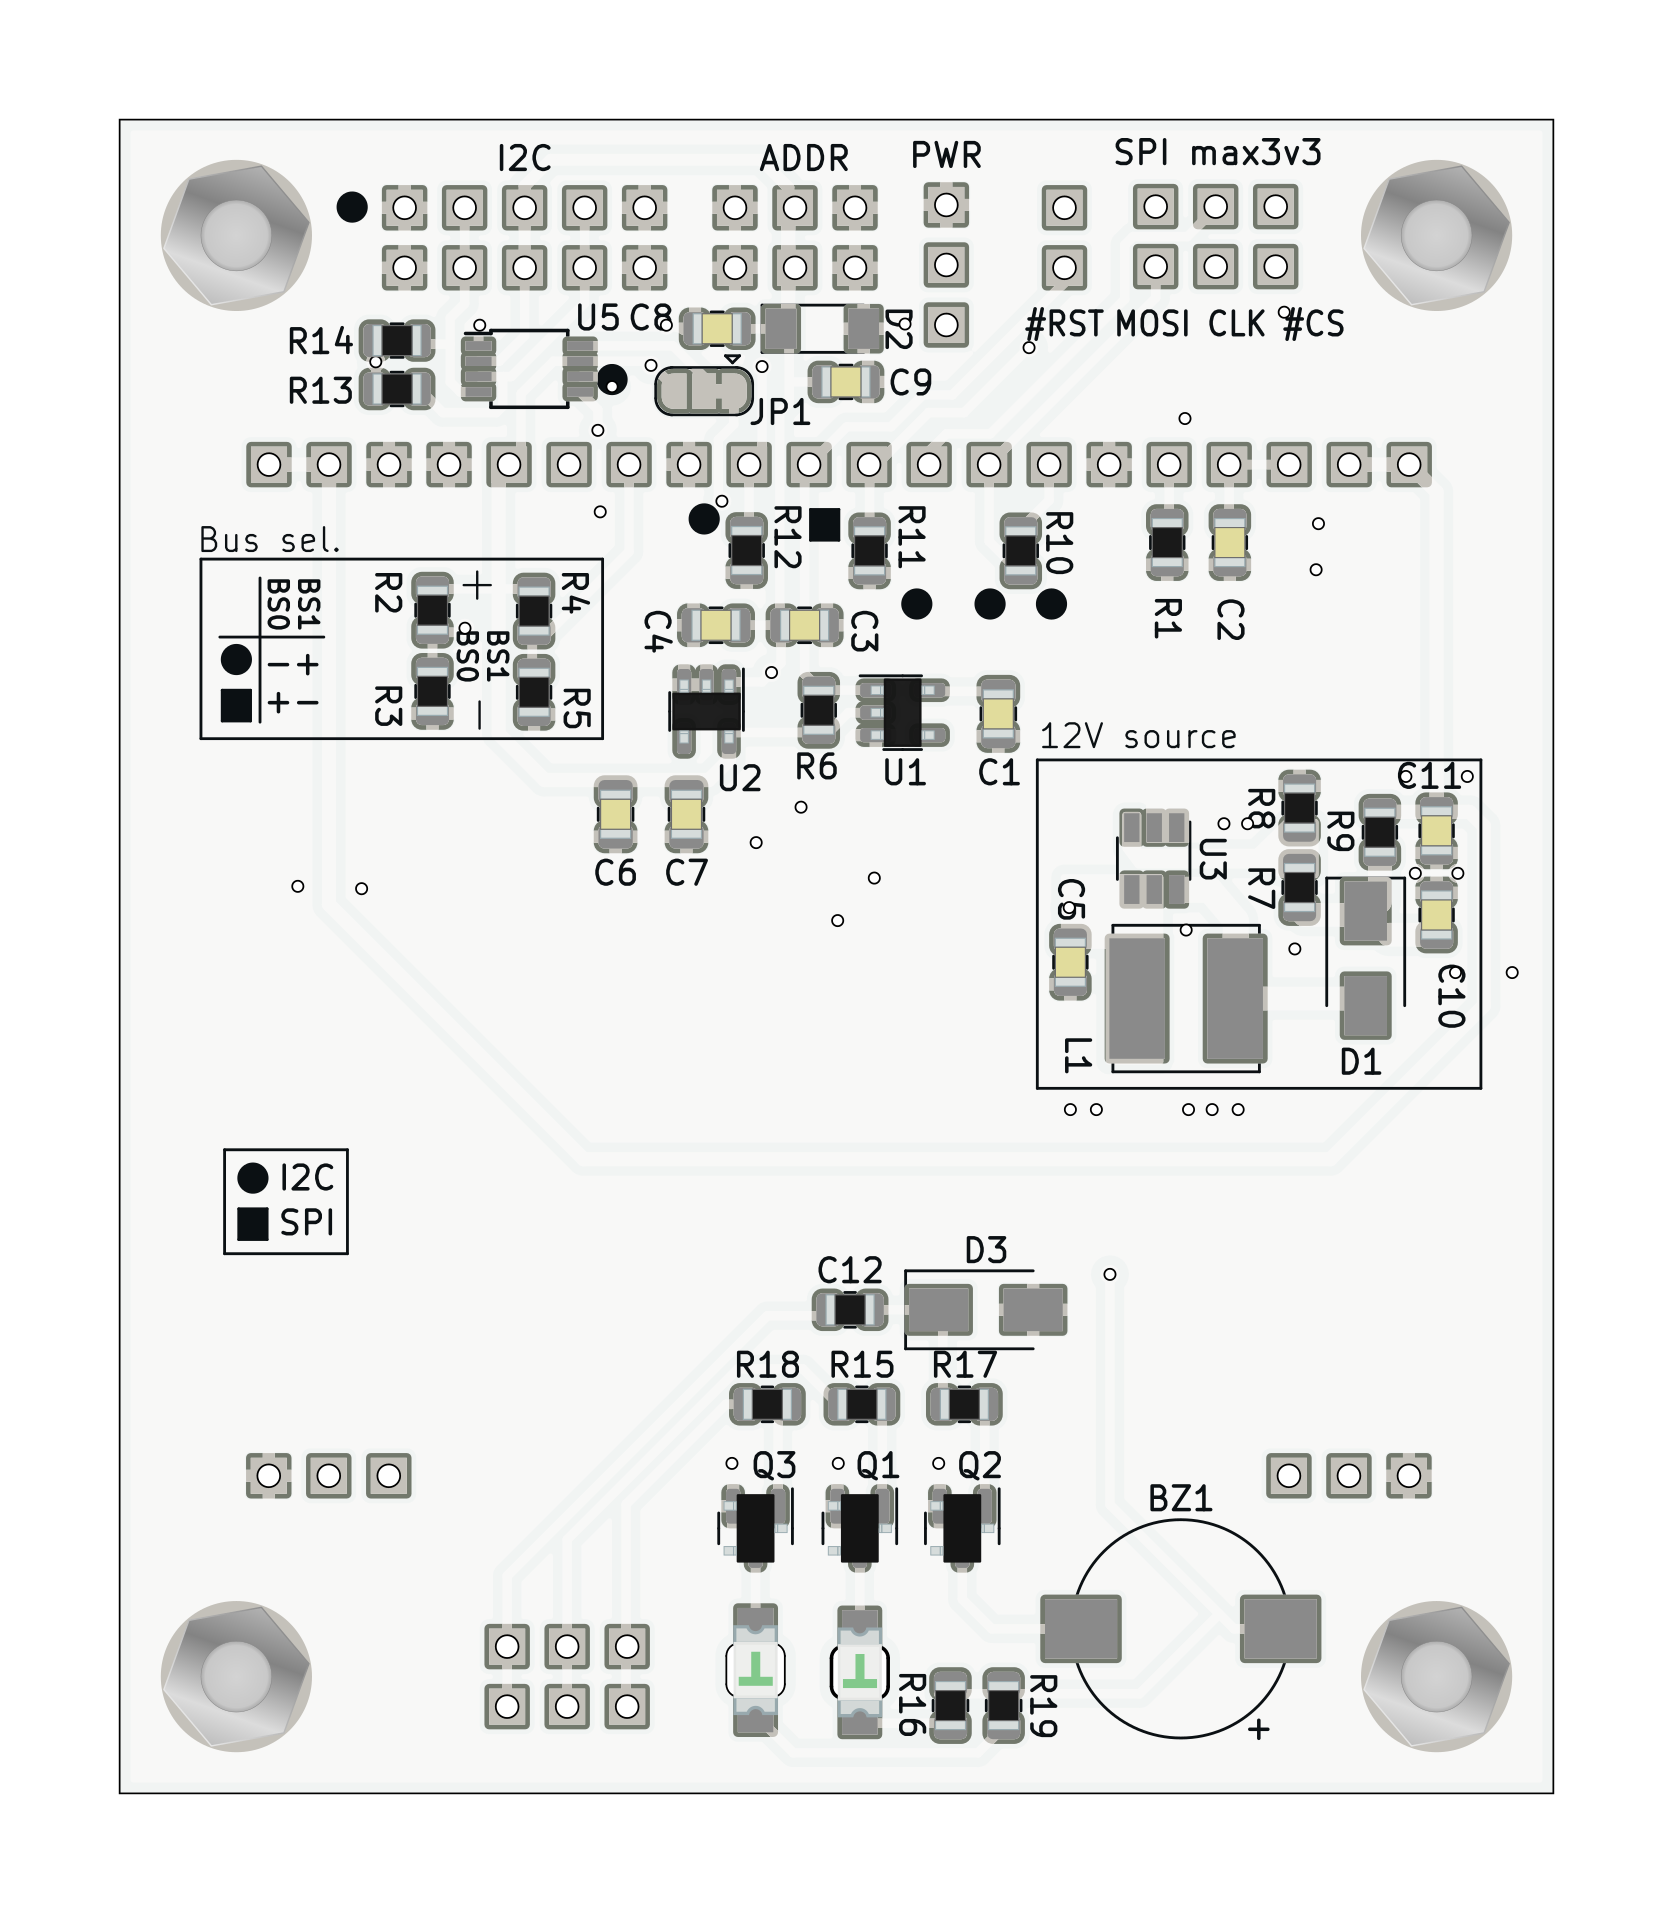 I2C ADDR PWR SPI max3v3
U5 C8 D2
#RST MOSI CLK #CS
R14
R13 C9
JP1
R12 R11 R10
Bus sel.
BS0 BS1 R2 + R4
R1 C2
C4 C3
BS0 BS1
- +
+ -
R3 - R5
12V source
U2 R6 U1 C1
C11
R8 R9
U3
C6 C7 R7
C5
C10
L1 D1
I2C
SPI
D3
C12
R18 R15 R17
Q3 Q1 Q2
BZ1
R16 R19
+